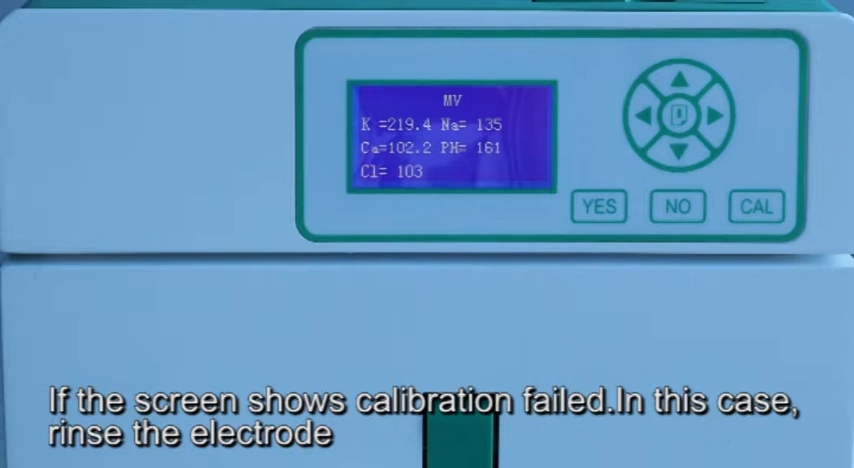 MV
K =219.4 Na= 135
Ca=102.2 PH= 161
Cl= 103
YES NO CAL
If the screen shows calibration failed.In this case,
rinse the electrode